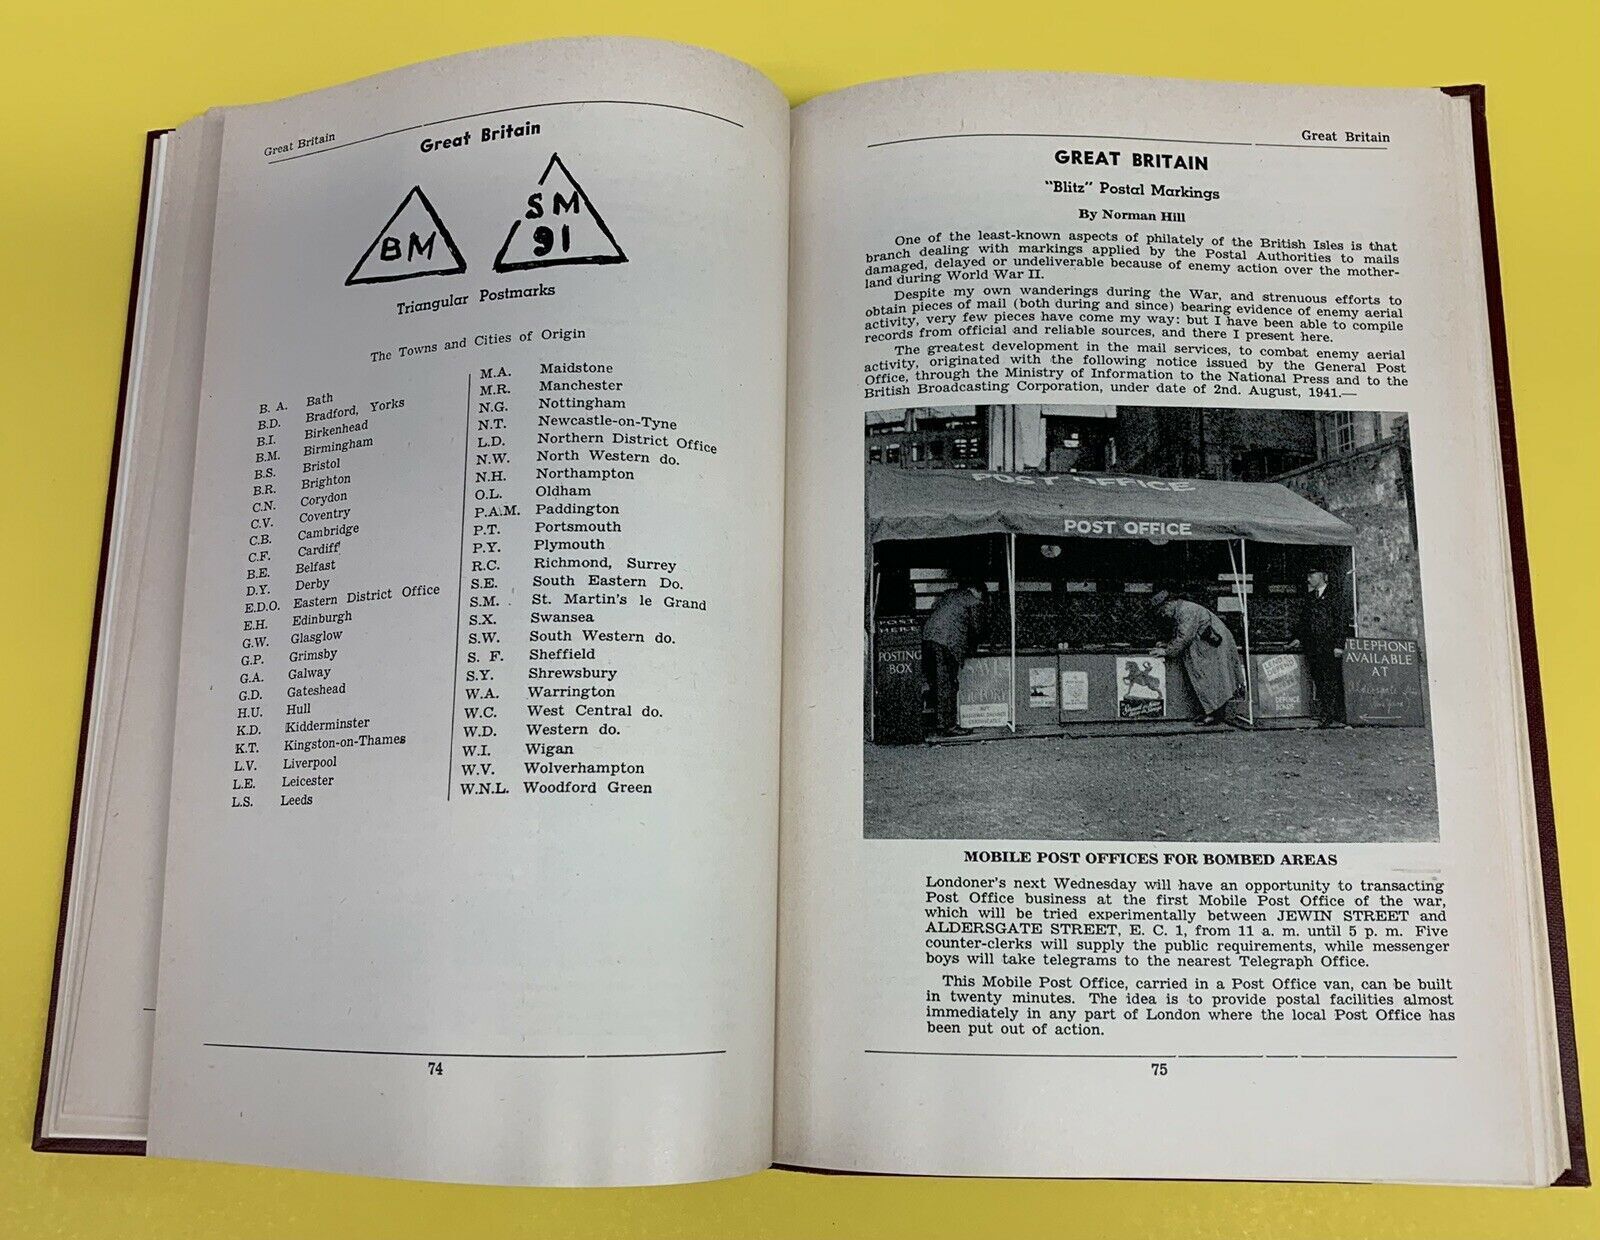 Great Britain
Great Britain
BM
SM
91
Triangular Postmarks
The Towns and Cities of Origin
B. A. Bath
B.D. Bradford, Yorks
B.I. Birkenhead
B.M. Birmingham
B.S. Bristol
B.R. Brighton
C.N. Corydon
C.V. Coventry
C.B. Cambridge
C.F. Cardiff
B.E. Belfast
D.Y. Derby
E.D.O. Eastern District Office
E.H. Edinburgh
G.W. Glasglow
G.P. Grimsby
G.A. Galway
G.D. Gateshead
H.U. Hull
K.D. Kidderminster
K.T. Kingston-on-Thames
L.V. Liverpool
L.E. Leicester
L.S. Leeds
M.A. Maidstone
M.R. Manchester
N.G. Nottingham
N.T. Newcastle-on-Tyne
L.D. Northern District Office
N.W. North Western do.
N.H. Northampton
O.L. Oldham
P.A.M. Paddington
P.T. Portsmouth
P.Y. Plymouth
R.C. Richmond, Surrey
S.E. South Eastern Do.
S.M. St. Martin's le Grand
S.X. Swansea
S.W. South Western do.
S. F. Sheffield
S.Y. Shrewsbury
W.A. Warrington
W.C. West Central do.
W.D. Western do.
W.I. Wigan
W.V. Wolverhampton
W.N.L. Woodford Green
74
Great Britain
GREAT BRITAIN
"Blitz" Postal Markings
By Norman Hill
One of the least-known aspects of philately of the British Isles is that
branch dealing with markings applied by the Postal Authorities to mails
damaged, delayed or undeliverable because of enemy action over the mother-
land during World War II.
Despite my own wanderings during the War, and strenuous efforts to
obtain pieces of mail (both during and since) bearing evidence of enemy aerial
activity, very few pieces have come my way: but I have been able to compile
records from official and reliable sources, and there I present here.
The greatest development in the mail services, to combat enemy aerial
activity, originated with the following notice issued by the General Post
Office, through the Ministry of Information to the National Press and to the
British Broadcasting Corporation, under date of 2nd. August, 1941.—
POST OFFICE
POST OFFICE
POST
HERE
POSTING
BOX
TELEPHONE
AVAILABLE
AT
MOBILE POST OFFICES FOR BOMBED AREAS
Londoner's next Wednesday will have an opportunity to transacting
Post Office business at the first Mobile Post Office of the war,
which will be tried experimentally between JEWIN STREET and
ALDERSGATE STREET, E. C. 1, from 11 a. m. until 5 p. m. Five
counter-clerks will supply the public requirements, while messenger
boys will take telegrams to the nearest Telegraph Office.
This Mobile Post Office, carried in a Post Office van, can be built
in twenty minutes. The idea is to provide postal facilities almost
immediately in any part of London where the local Post Office has
been put out of action.
75